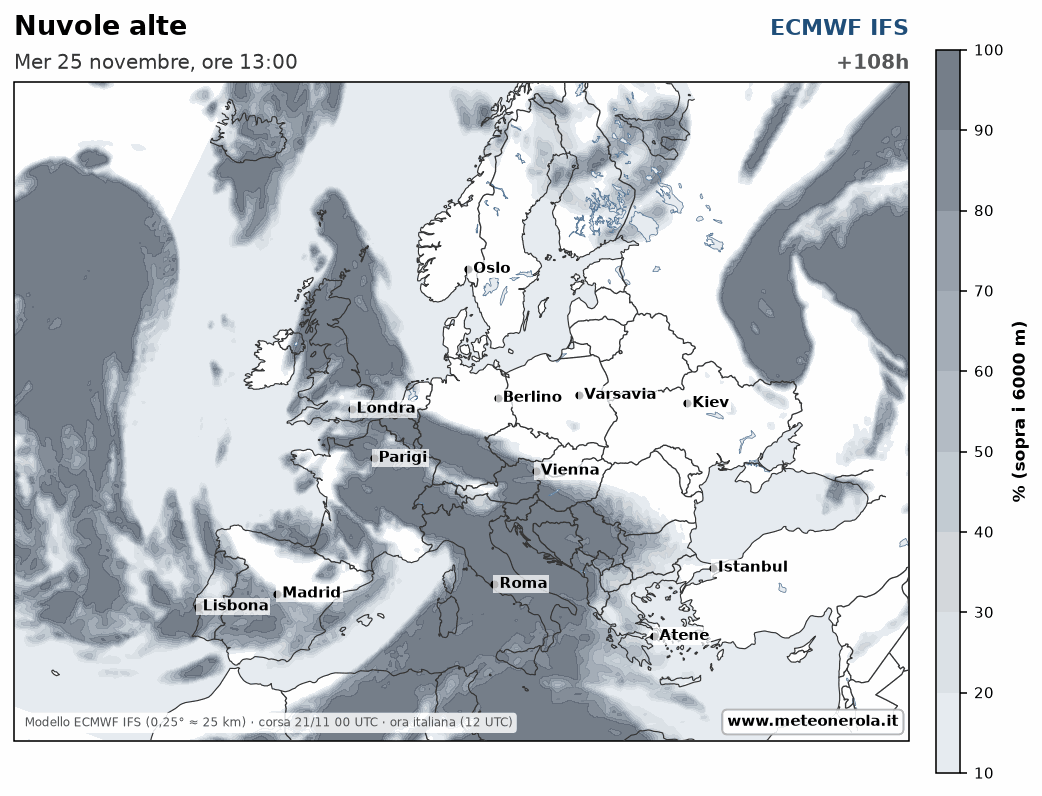 Nuvole alte
ECMWF IFS
Mer 25 novembre, ore 13:00
+108h
100
90
80
70
60
50
40
30
20
10
% (sopra i 6000 m)
Oslo
Berlino
Varsavia
Kiev
Londra
Parigi
Vienna
Istanbul
Roma
Madrid
Lisbona
Atene
Modello ECMWF IFS (0,25° ≈ 25 km) · corsa 21/11 00 UTC · ora italiana (12 UTC)
www.meteonerola.it